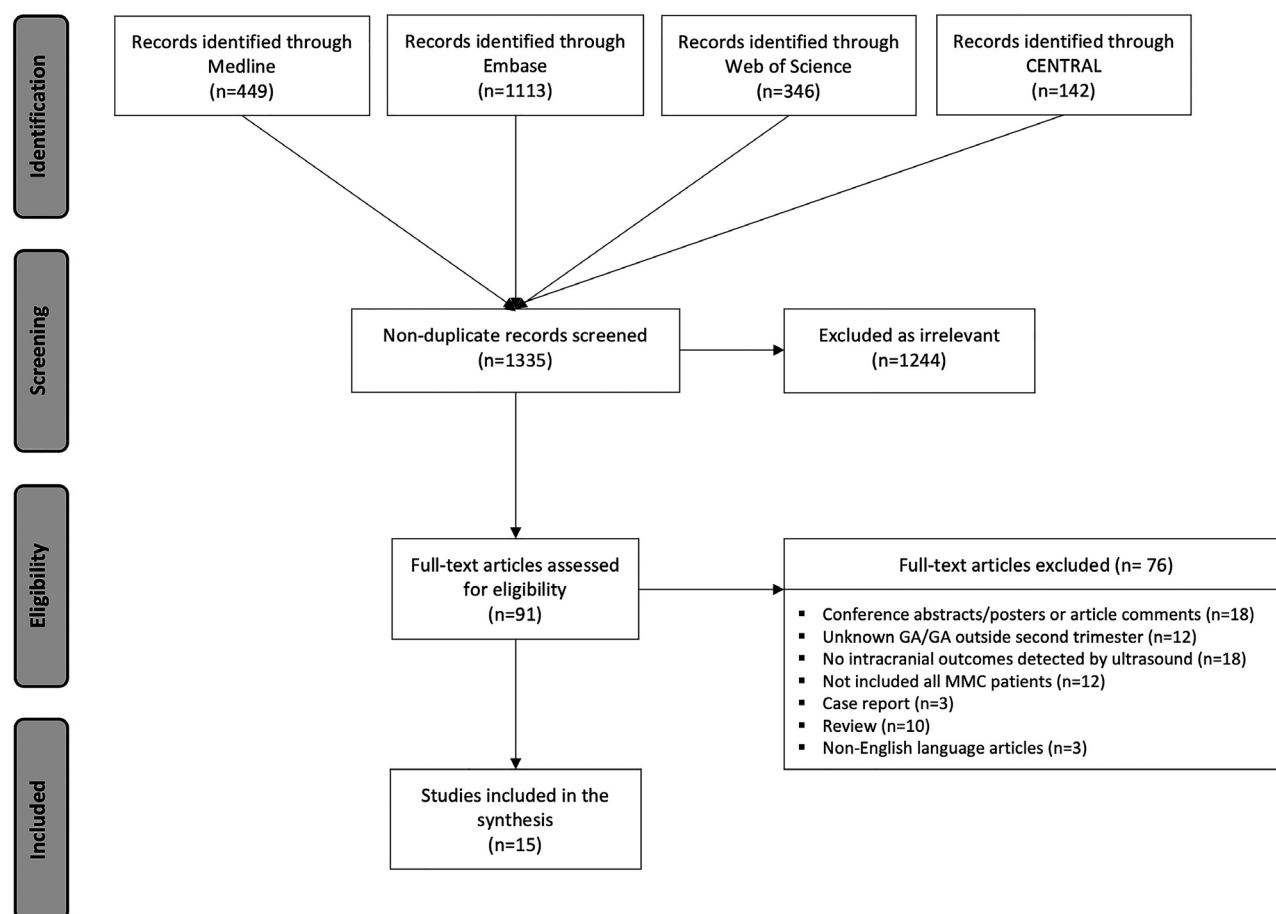 Identification
Records identified through
Medline
(n=449)
Records identified through
Embase
(n=1113)
Records identified through
Web of Science
(n=346)
Records identified through
CENTRAL
(n=142)
Screening
Non-duplicate records screened
(n=1335)
Excluded as irrelevant
(n=1244)
Eligibility
Full-text articles assessed
for eligibility
(n=91)
Full-text articles excluded (n= 76)
▪ Conference abstracts/posters or article comments (n=18)
▪ Unknown GA/GA outside second trimester (n=12)
▪ No intracranial outcomes detected by ultrasound (n=18)
▪ Not included all MMC patients (n=12)
▪ Case report (n=3)
▪ Review (n=10)
▪ Non-English language articles (n=3)
Included
Studies included in the
synthesis
(n=15)